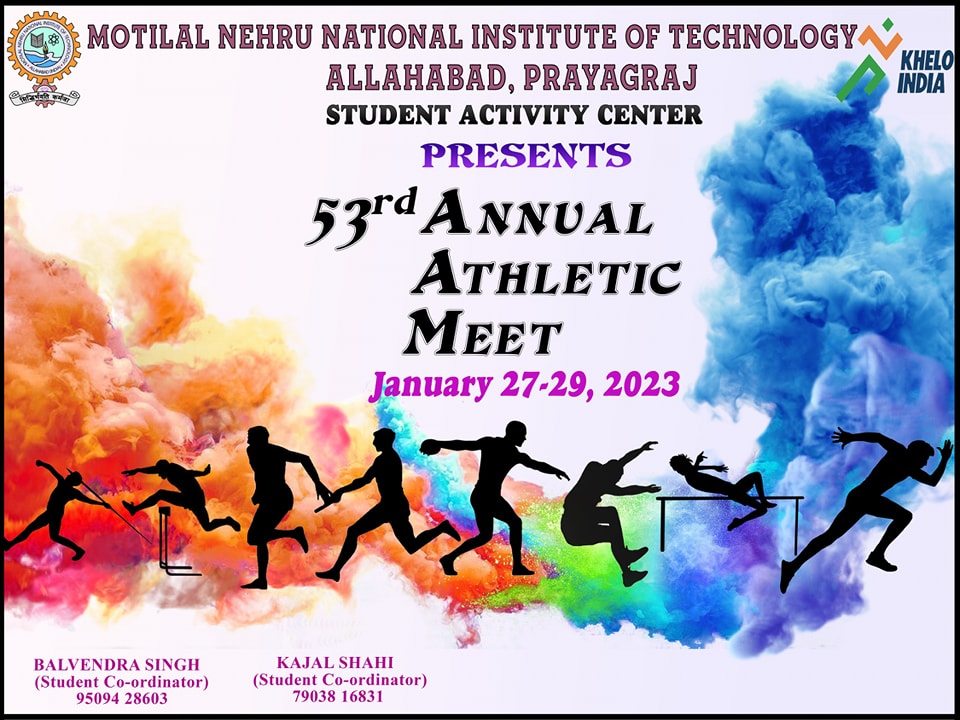 MOTILAL NEHRU NATIONAL INSTITUTE OF TECHNOLOGY
ALLAHABAD, PRAYAGRAJ
KHELO
INDIA
STUDENT ACTIVITY CENTER
PRESENTS
53rd ANNUAL
ATHLETIC
MEET
January 27-29, 2023
BALVENDRA SINGH
(Student Co-ordinator)
95094 28603
KAJAL SHAHI
(Student Co-ordinator)
79038 16831